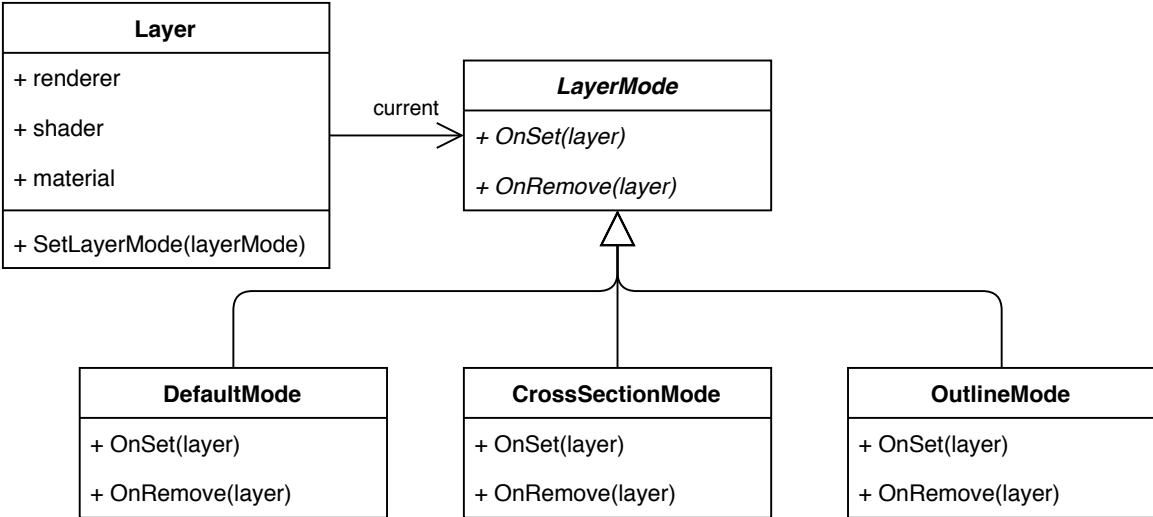 Layer
+ renderer
+ shader
+ material
+ SetLayerMode(layerMode)
current
LayerMode
+ OnSet(layer)
+ OnRemove(layer)
DefaultMode
+ OnSet(layer)
+ OnRemove(layer)
CrossSectionMode
+ OnSet(layer)
+ OnRemove(layer)
OutlineMode
+ OnSet(layer)
+ OnRemove(layer)